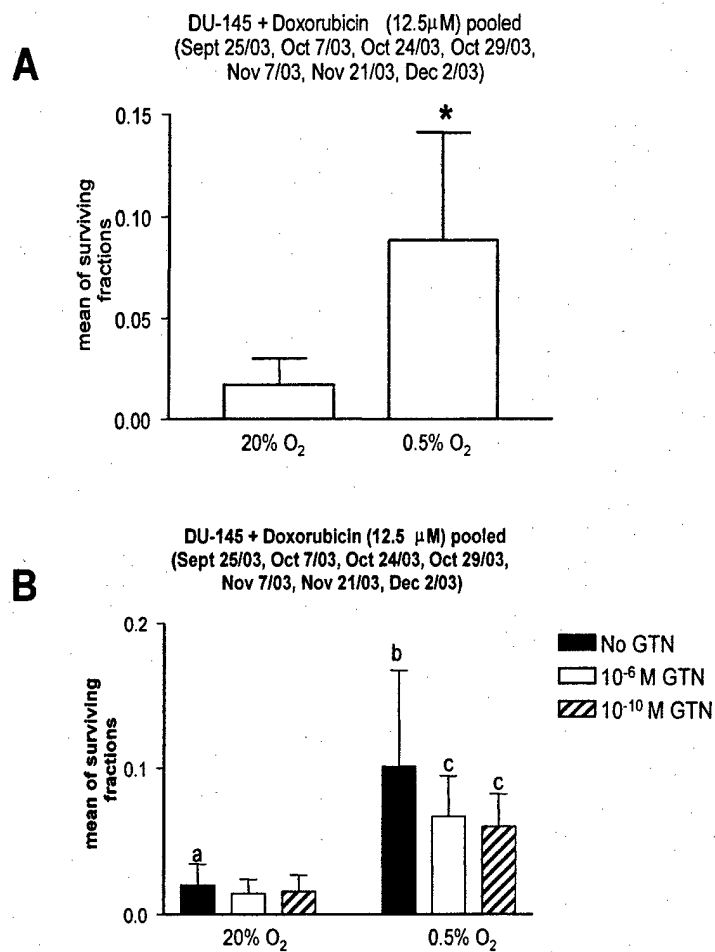 A
DU-145 + Doxorubicin (12.5μM) pooled
(Sept 25/03, Oct 7/03, Oct 24/03, Oct 29/03,
Nov 7/03, Nov 21/03, Dec 2/03)
mean of surviving
fractions
0.15
0.10
0.05
0.00
*
20% O₂
0.5% O₂
B
DU-145 + Doxorubicin (12.5 μM) pooled
(Sept 25/03, Oct 7/03, Oct 24/03, Oct 29/03,
Nov 7/03, Nov 21/03, Dec 2/03)
mean of surviving
fractions
0.2
0.1
0.0
a
b
c
c
20% O₂
0.5% O₂
No GTN
10⁻⁶ M GTN
10⁻¹⁰ M GTN